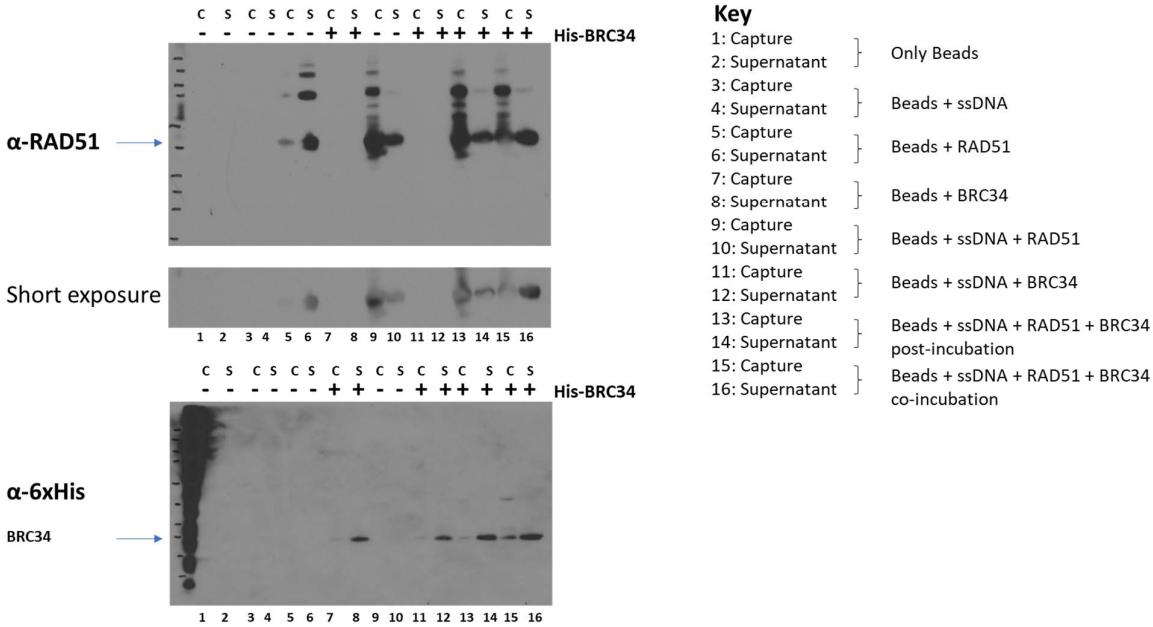 C S C S C S C S C S C S C S C S
- - - - - - + + - - + + + + + + His-BRC34
α-RAD51
Short exposure
1 2 3 4 5 6 7 8 9 10 11 12 13 14 15 16
C S C S C S C S C S C S C S C S
- - - - - - + + - - + + + + + + His-BRC34
α-6xHis
BRC34
1 2 3 4 5 6 7 8 9 10 11 12 13 14 15 16
Key
1: Capture
2: Supernatant
Only Beads
3: Capture
4: Supernatant
Beads + ssDNA
5: Capture
6: Supernatant
Beads + RAD51
7: Capture
8: Supernatant
Beads + BRC34
9: Capture
10: Supernatant
Beads + ssDNA + RAD51
11: Capture
12: Supernatant
Beads + ssDNA + BRC34
13: Capture
14: Supernatant
Beads + ssDNA + RAD51 + BRC34
post-incubation
15: Capture
16: Supernatant
Beads + ssDNA + RAD51 + BRC34
co-incubation